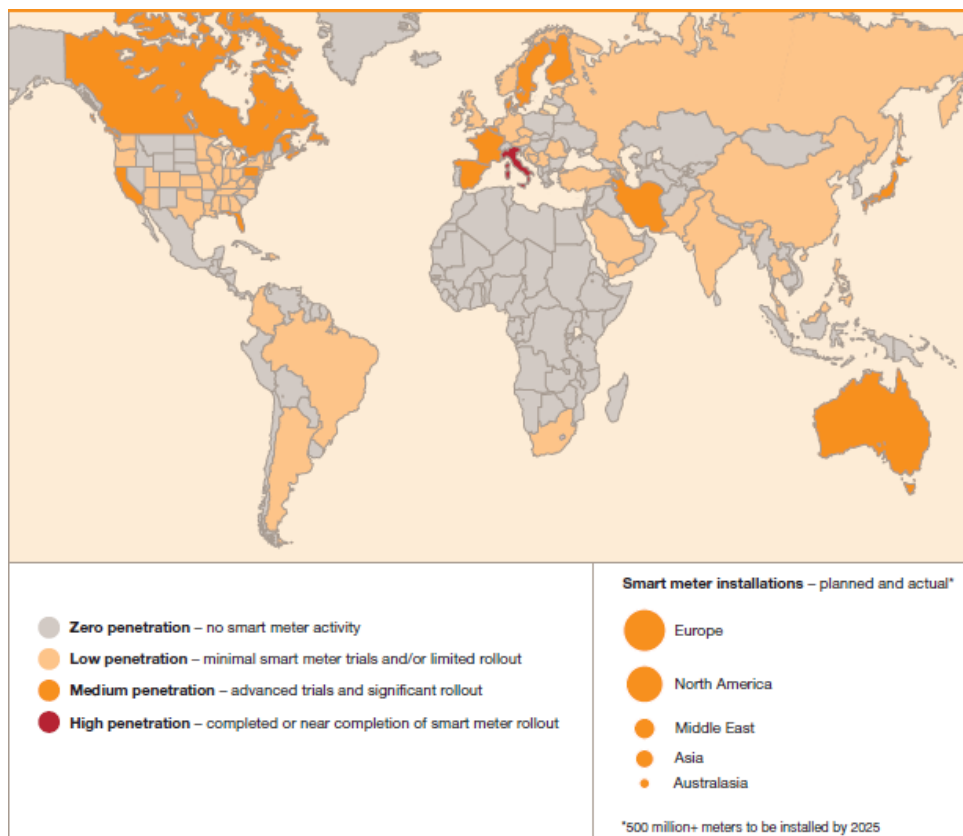 Zero penetration – no smart meter activity
Low penetration – minimal smart meter trials and/or limited rollout
Medium penetration – advanced trials and significant rollout
High penetration – completed or near completion of smart meter rollout
Smart meter installations – planned and actual*
Europe
North America
Middle East
Asia
Australasia
*500 million+ meters to be installed by 2025